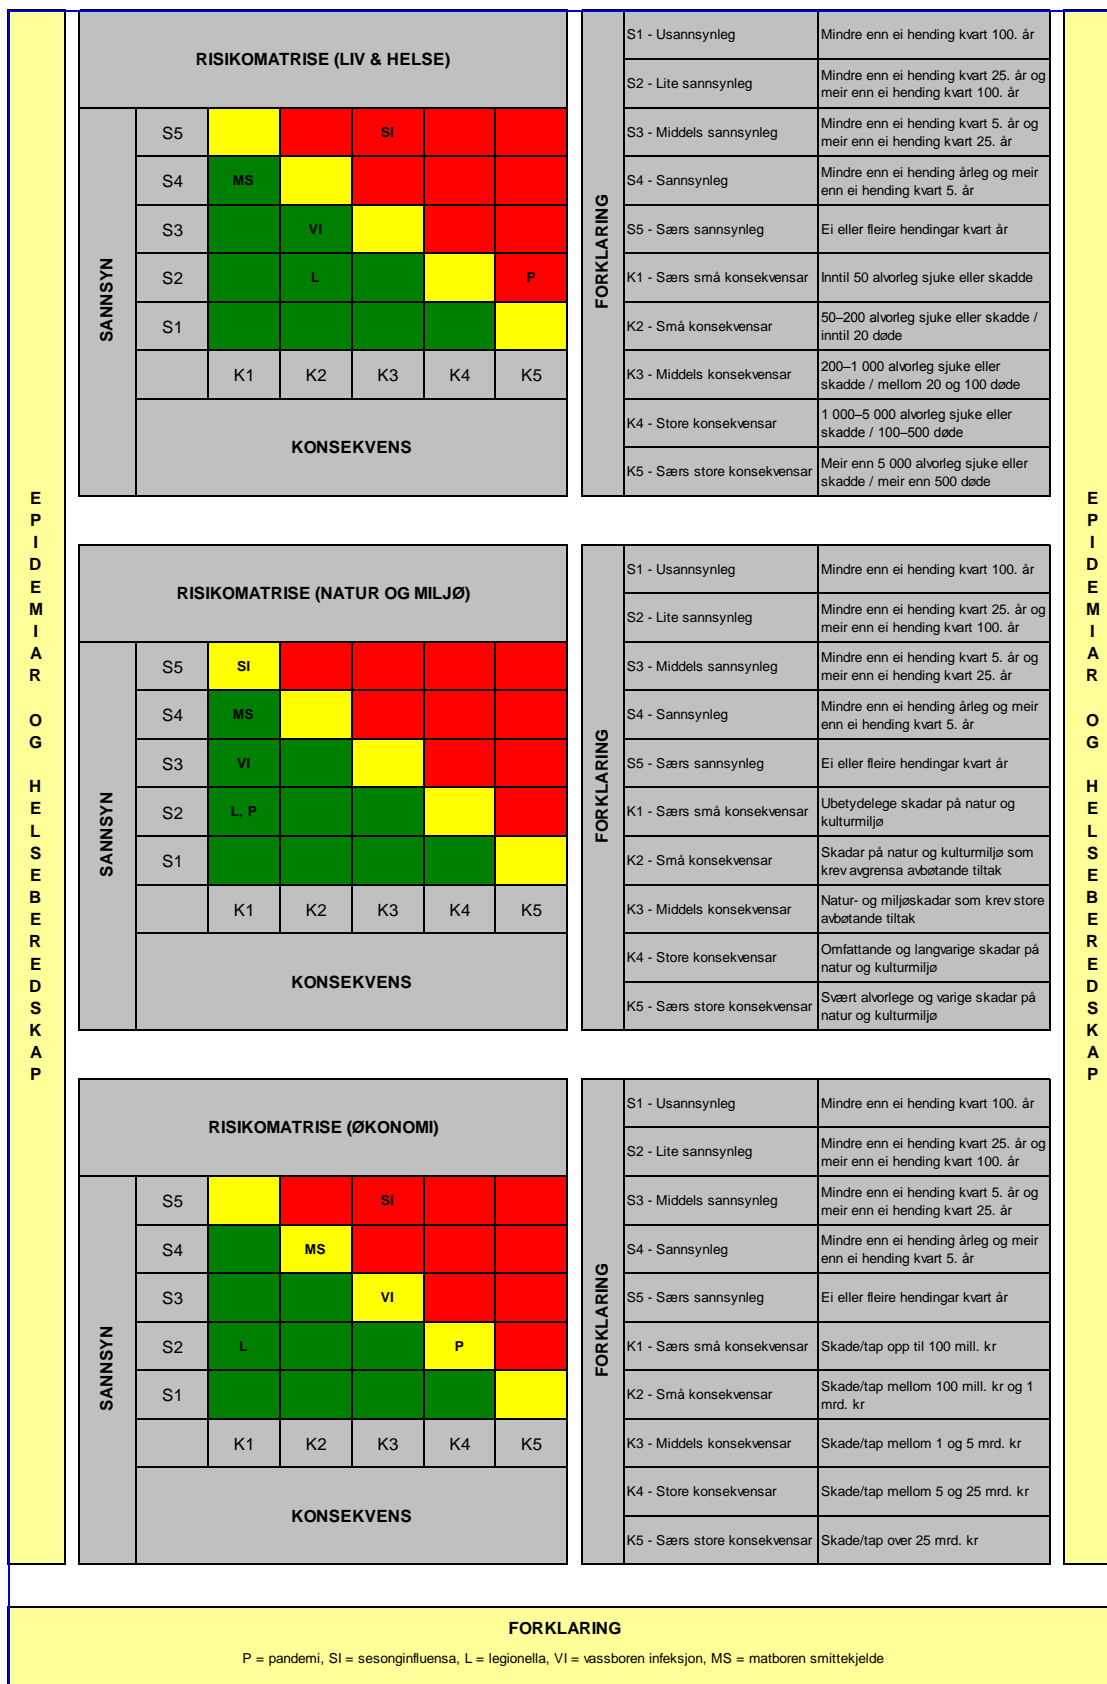 EPIDEMIAR OG HELSEBEREDSKAP
RISIKOMATRISE (LIV & HELSE)
SANNSYN
S5
SI
S4
MS
S3
VI
S2
L
P
S1
K1 K2 K3 K4 K5
KONSEKVENS
FORKLARING
S1 - Usannsynleg
Mindre enn ei hending kvart 100. år
S2 - Lite sannsynleg
Mindre enn ei hending kvart 25. år og
meir enn ei hending kvart 100. år
S3 - Middels sannsynleg
Mindre enn ei hending kvart 5. år og
meir enn ei hending kvart 25. år
S4 - Sannsynleg
Mindre enn ei hending årleg og meir
enn ei hending kvart 5. år
S5 - Særs sannsynleg
Ei eller fleire hendingar kvart år
K1 - Særs små konsekvensar
Inntil 50 alvorleg sjuke eller skadde
K2 - Små konsekvensar
50–200 alvorleg sjuke eller skadde /
inntil 20 døde
K3 - Middels konsekvensar
200–1 000 alvorleg sjuke eller
skadde / mellom 20 og 100 døde
K4 - Store konsekvensar
1 000–5 000 alvorleg sjuke eller
skadde / 100–500 døde
K5 - Særs store konsekvensar
Meir enn 5 000 alvorleg sjuke eller
skadde / meir enn 500 døde
RISIKOMATRISE (NATUR OG MILJØ)
SANNSYN
S5
SI
S4
MS
S3
VI
S2
L, P
S1
K1 K2 K3 K4 K5
KONSEKVENS
FORKLARING
S1 - Usannsynleg
Mindre enn ei hending kvart 100. år
S2 - Lite sannsynleg
Mindre enn ei hending kvart 25. år og
meir enn ei hending kvart 100. år
S3 - Middels sannsynleg
Mindre enn ei hending kvart 5. år og
meir enn ei hending kvart 25. år
S4 - Sannsynleg
Mindre enn ei hending årleg og meir
enn ei hending kvart 5. år
S5 - Særs sannsynleg
Ei eller fleire hendingar kvart år
K1 - Særs små konsekvensar
Ubetydelege skadar på natur og
kulturmiljø
K2 - Små konsekvensar
Skadar på natur og kulturmiljø som
krev avgrensa avbøtande tiltak
K3 - Middels konsekvensar
Natur- og miljøskadar som krev store
avbøtande tiltak
K4 - Store konsekvensar
Omfattande og langvarige skadar på
natur og kulturmiljø
K5 - Særs store konsekvensar
Svært alvorlege og varige skadar på
natur og kulturmiljø
RISIKOMATRISE (ØKONOMI)
SANNSYN
S5
SI
S4
MS
S3
VI
S2
L
P
S1
K1 K2 K3 K4 K5
KONSEKVENS
FORKLARING
S1 - Usannsynleg
Mindre enn ei hending kvart 100. år
S2 - Lite sannsynleg
Mindre enn ei hending kvart 25. år og
meir enn ei hending kvart 100. år
S3 - Middels sannsynleg
Mindre enn ei hending kvart 5. år og
meir enn ei hending kvart 25. år
S4 - Sannsynleg
Mindre enn ei hending årleg og meir
enn ei hending kvart 5. år
S5 - Særs sannsynleg
Ei eller fleire hendingar kvart år
K1 - Særs små konsekvensar
Skade/tap opp til 100 mill. kr
K2 - Små konsekvensar
Skade/tap mellom 100 mill. kr og 1
mrd. kr
K3 - Middels konsekvensar
Skade/tap mellom 1 og 5 mrd. kr
K4 - Store konsekvensar
Skade/tap mellom 5 og 25 mrd. kr
K5 - Særs store konsekvensar
Skade/tap over 25 mrd. kr
EPIDEMIAR OG HELSEBEREDSKAP
FORKLARING
P = pandemi, SI = sesonginfluensa, L = legionella, VI = vassboren infeksjon, MS = matboren smittekjelde